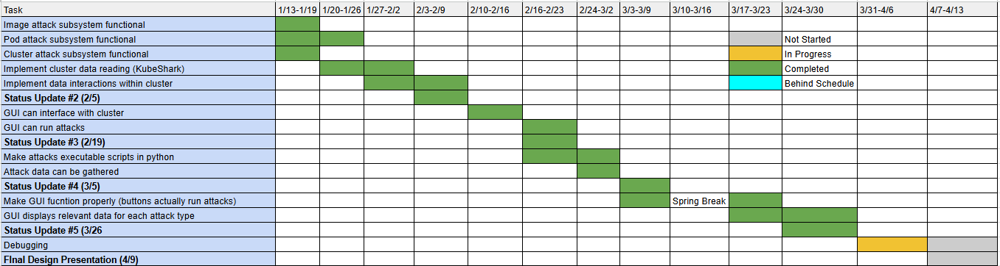 Task 1/13-1/19 1/20-1/26 1/27-2/2 2/3-2/9 2/10-2/16 2/16-2/23 2/24-3/2 3/3-3/9 3/10-3/16 3/17-3/23 3/24-3/30 3/31-4/6 4/7-4/13
Image attack subsystem functional
Pod attack subsystem functional Not Started
Cluster attack subsystem functional In Progress
Implement cluster data reading (KubeShark) Completed
Implement data interactions within cluster Behind Schedule
Status Update #2 (2/5)
GUI can interface with cluster
GUI can run attacks
Status Update #3 (2/19)
Make attacks executable scripts in python
Attack data can be gathered
Status Update #4 (3/5)
Make GUI fucntion properly (buttons actually run attacks) Spring Break
GUI displays relevant data for each attack type
Status Update #5 (3/26
Debugging
FInal Design Presentation (4/9)